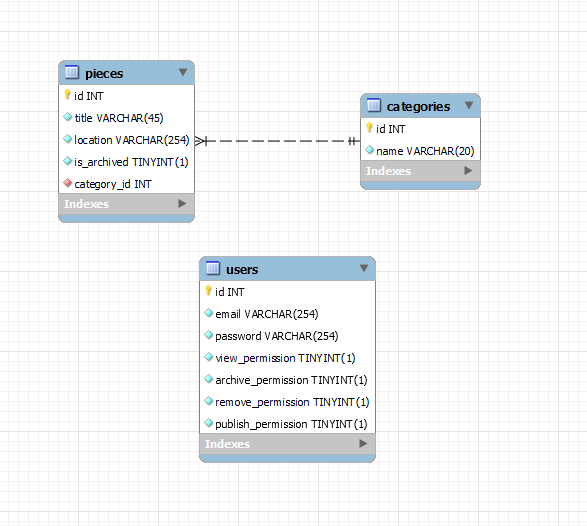 pieces
id INT
title VARCHAR(45)
location VARCHAR(254)
is_archived TINYINT(1)
category_id INT
Indexes
categories
id INT
name VARCHAR(20)
Indexes
users
id INT
email VARCHAR(254)
password VARCHAR(254)
view_permission TINYINT(1)
archive_permission TINYINT(1)
remove_permission TINYINT(1)
publish_permission TINYINT(1)
Indexes